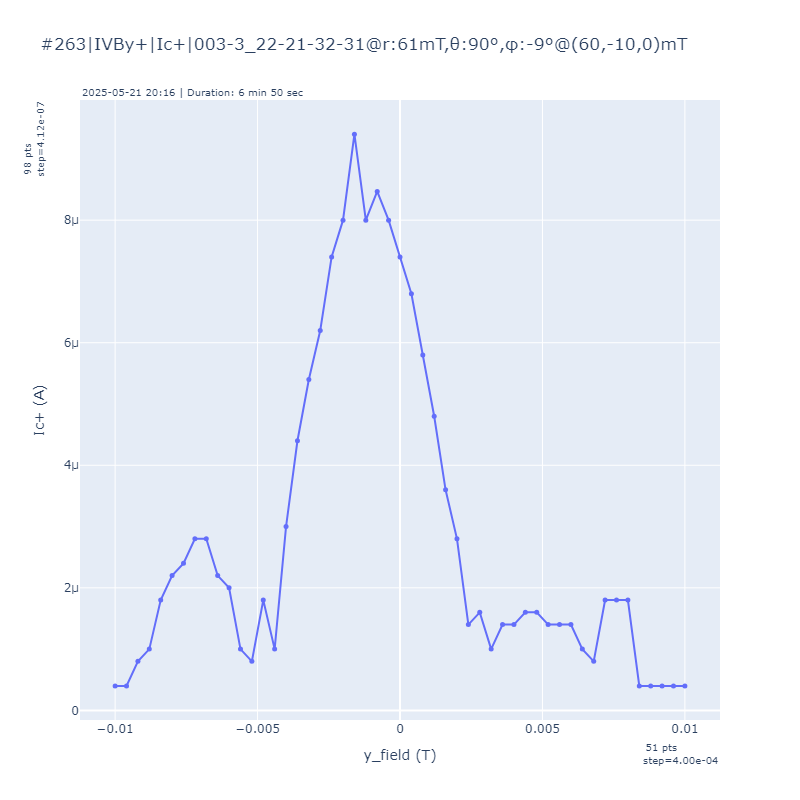 #263|IVBy+|Ic+|003-3_22-21-32-31@r:61mT,θ:90º,φ:-9º@(60,-10,0)mT
2025-05-21 20:16 | Duration: 6 min 50 sec
98 pts
step=4.12e-07
8μ
6μ
4μ
2μ
0
Ic+ (A)
−0.01
−0.005
0
0.005
0.01
y_field (T)
51 pts
step=4.00e-04